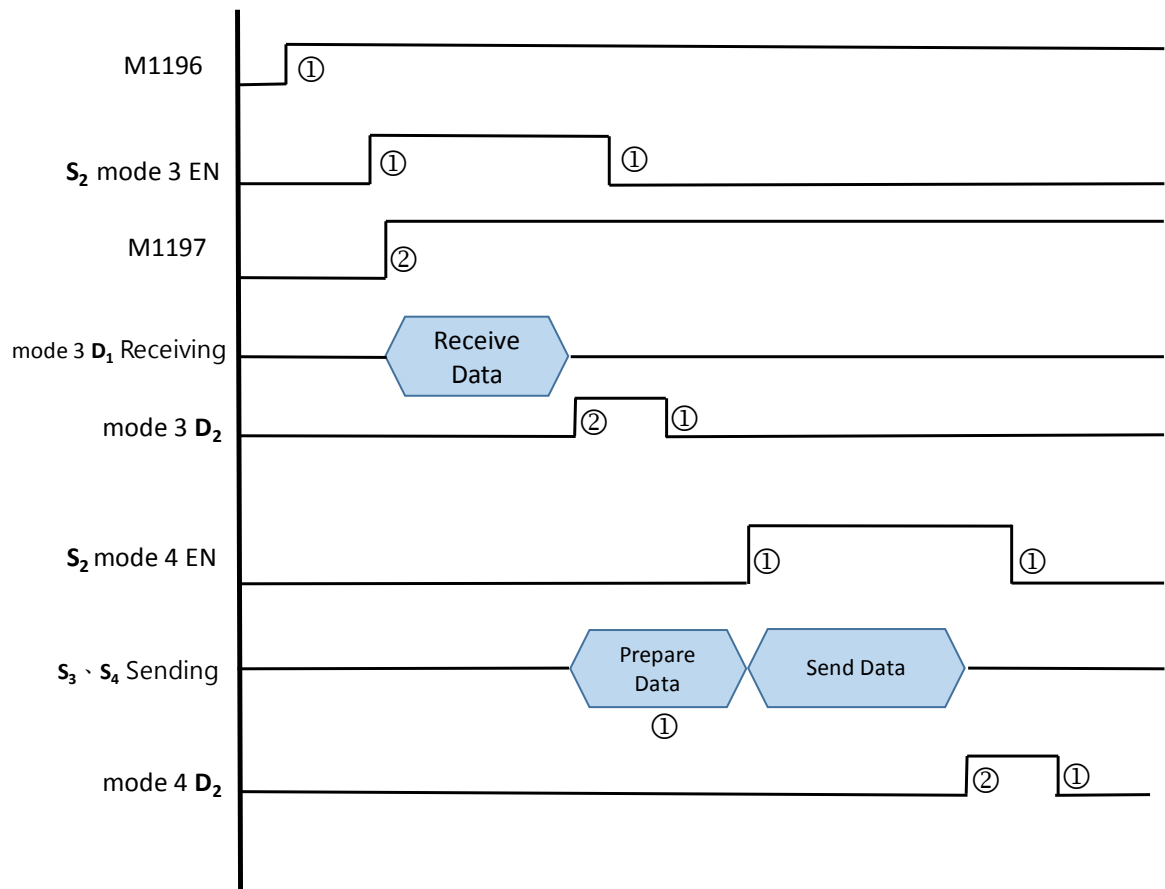 M1196
①
S₂ mode 3 EN
①
①
M1197
②
mode 3 D₁ Receiving
Receive
Data
mode 3 D₂
②
①
S₂ mode 4 EN
①
①
S₃、S₄ Sending
Prepare
Data
①
Send Data
mode 4 D₂
②
①